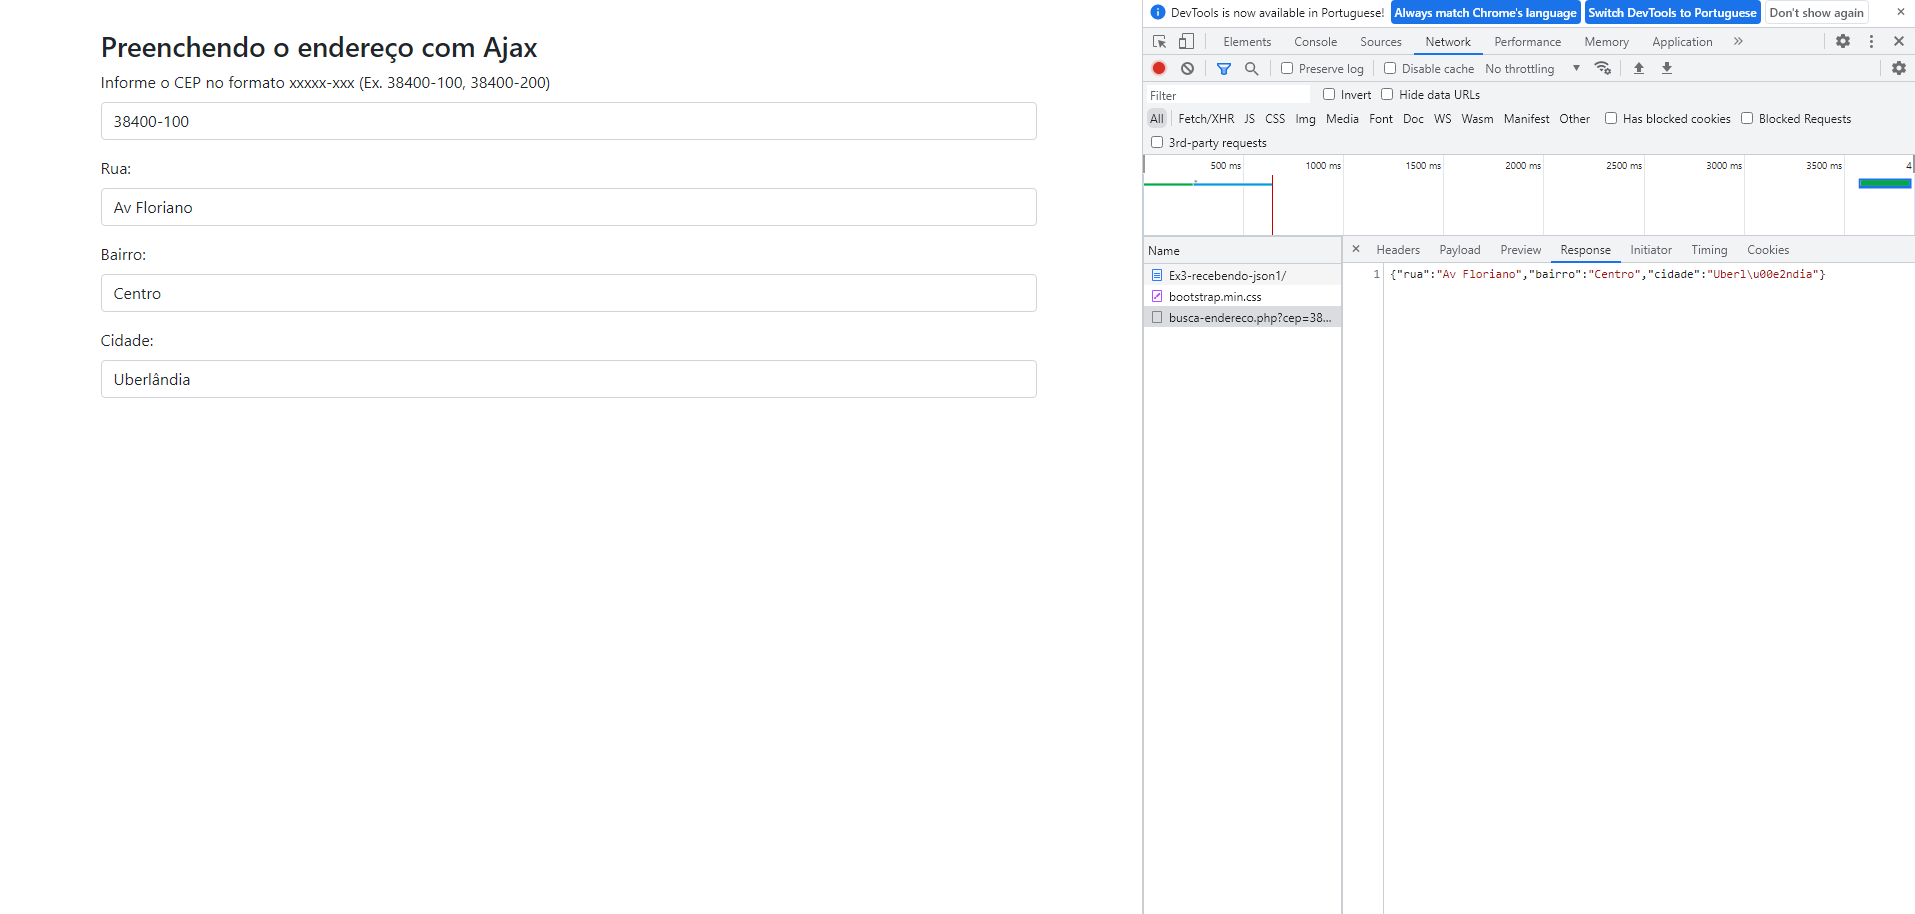 Preenchendo o endereço com Ajax
Informe o CEP no formato xxxxx-xxx (Ex. 38400-100, 38400-200)
38400-100
Rua:
Av Floriano
Bairro:
Centro
Cidade:
Uberlândia
DevTools is now available in Portuguese! Always match Chrome's language Switch DevTools to Portuguese Don't show again
Elements Console Sources Network Performance Memory Application
Preserve log Disable cache No throttling
Filter Invert Hide data URLs
All Fetch/XHR JS CSS Img Media Font Doc WS Wasm Manifest Other Has blocked cookies Blocked Requests
3rd-party requests
500 ms 1000 ms 1500 ms 2000 ms 2500 ms 3000 ms 3500 ms 4
Name
Ex3-recebendo-json1/
bootstrap.min.css
busca-endereco.php?cep=38...
Headers Payload Preview Response Initiator Timing Cookies
1 {"rua":"Av Floriano","bairro":"Centro","cidade":"Uberl\u00e2ndia"}